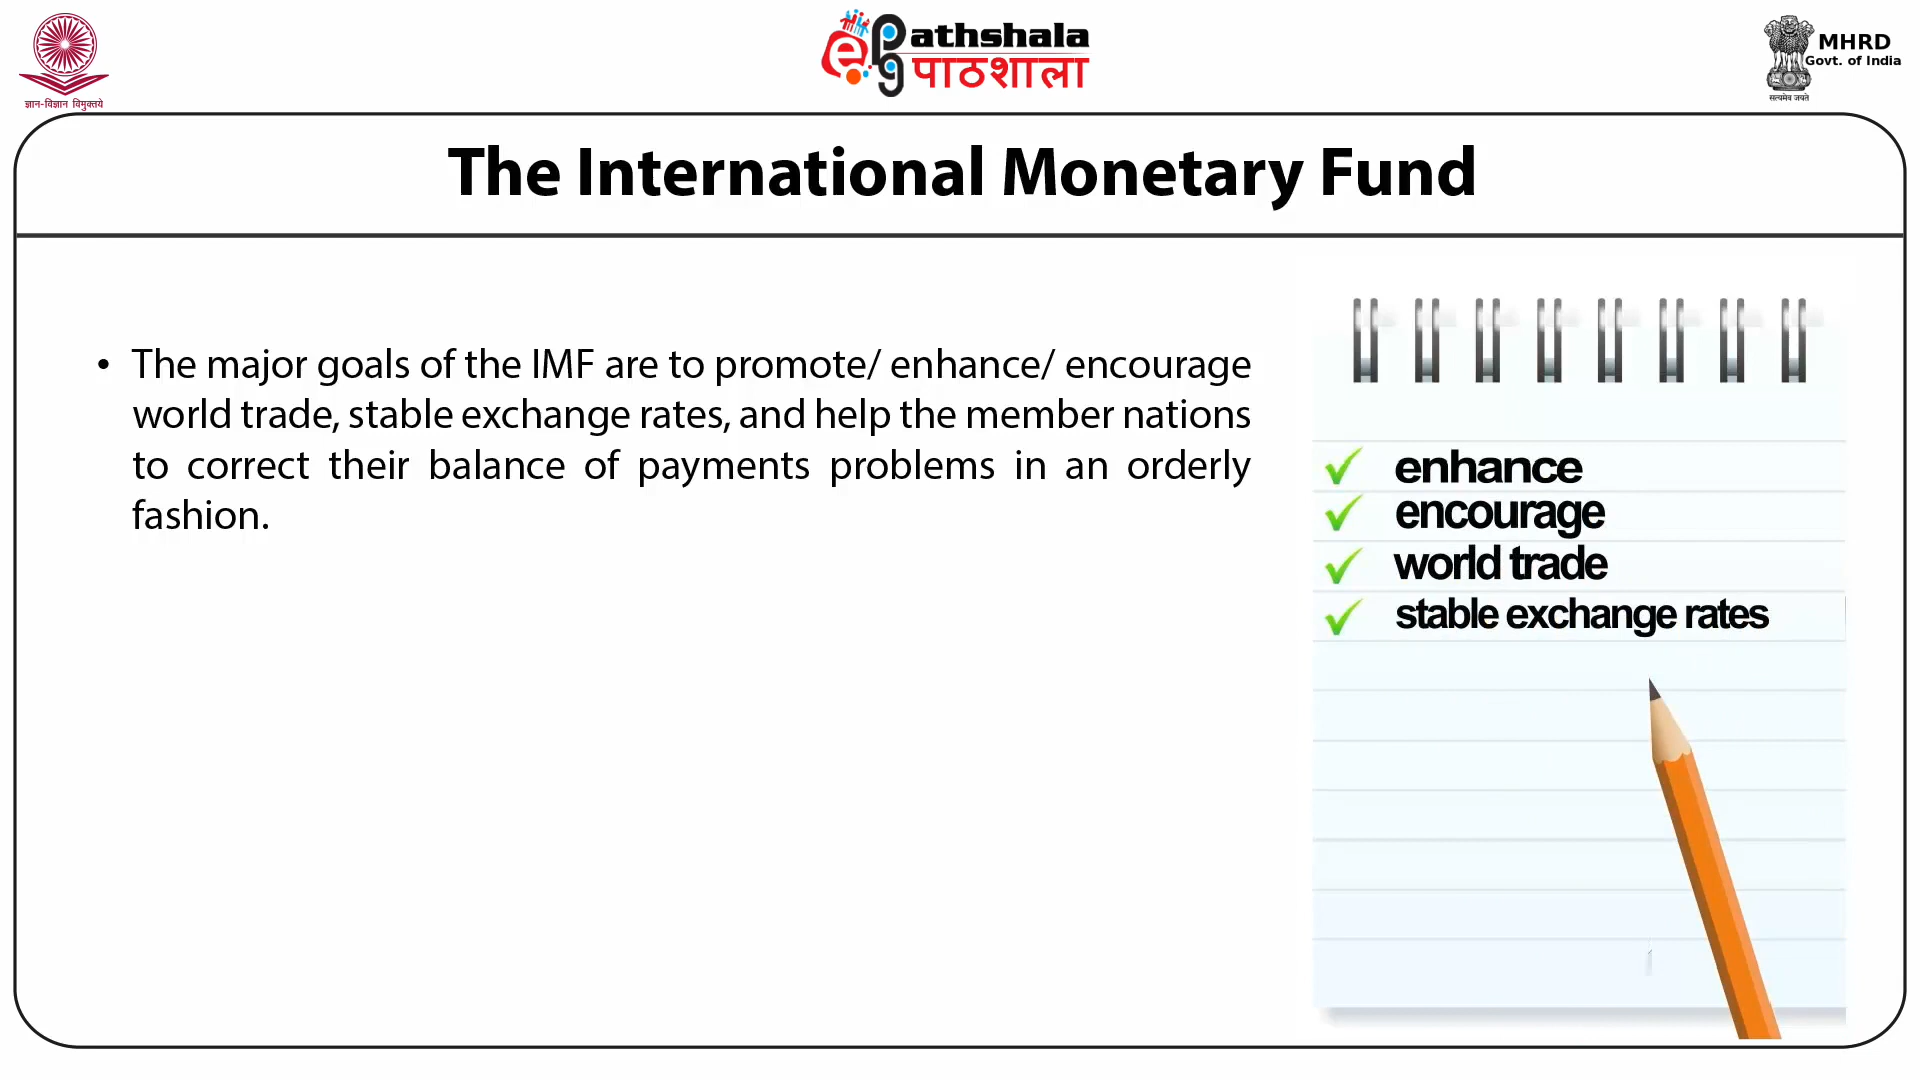 ज्ञान-विज्ञान विमुक्तये
ePathshala
पाठशाला
MHRD
Govt. of India
सत्यमेव जयते
The International Monetary Fund
• The major goals of the IMF are to promote/ enhance/ encourage
world trade, stable exchange rates, and help the member nations
to correct their balance of payments problems in an orderly
fashion.
enhance
encourage
world trade
stable exchange rates